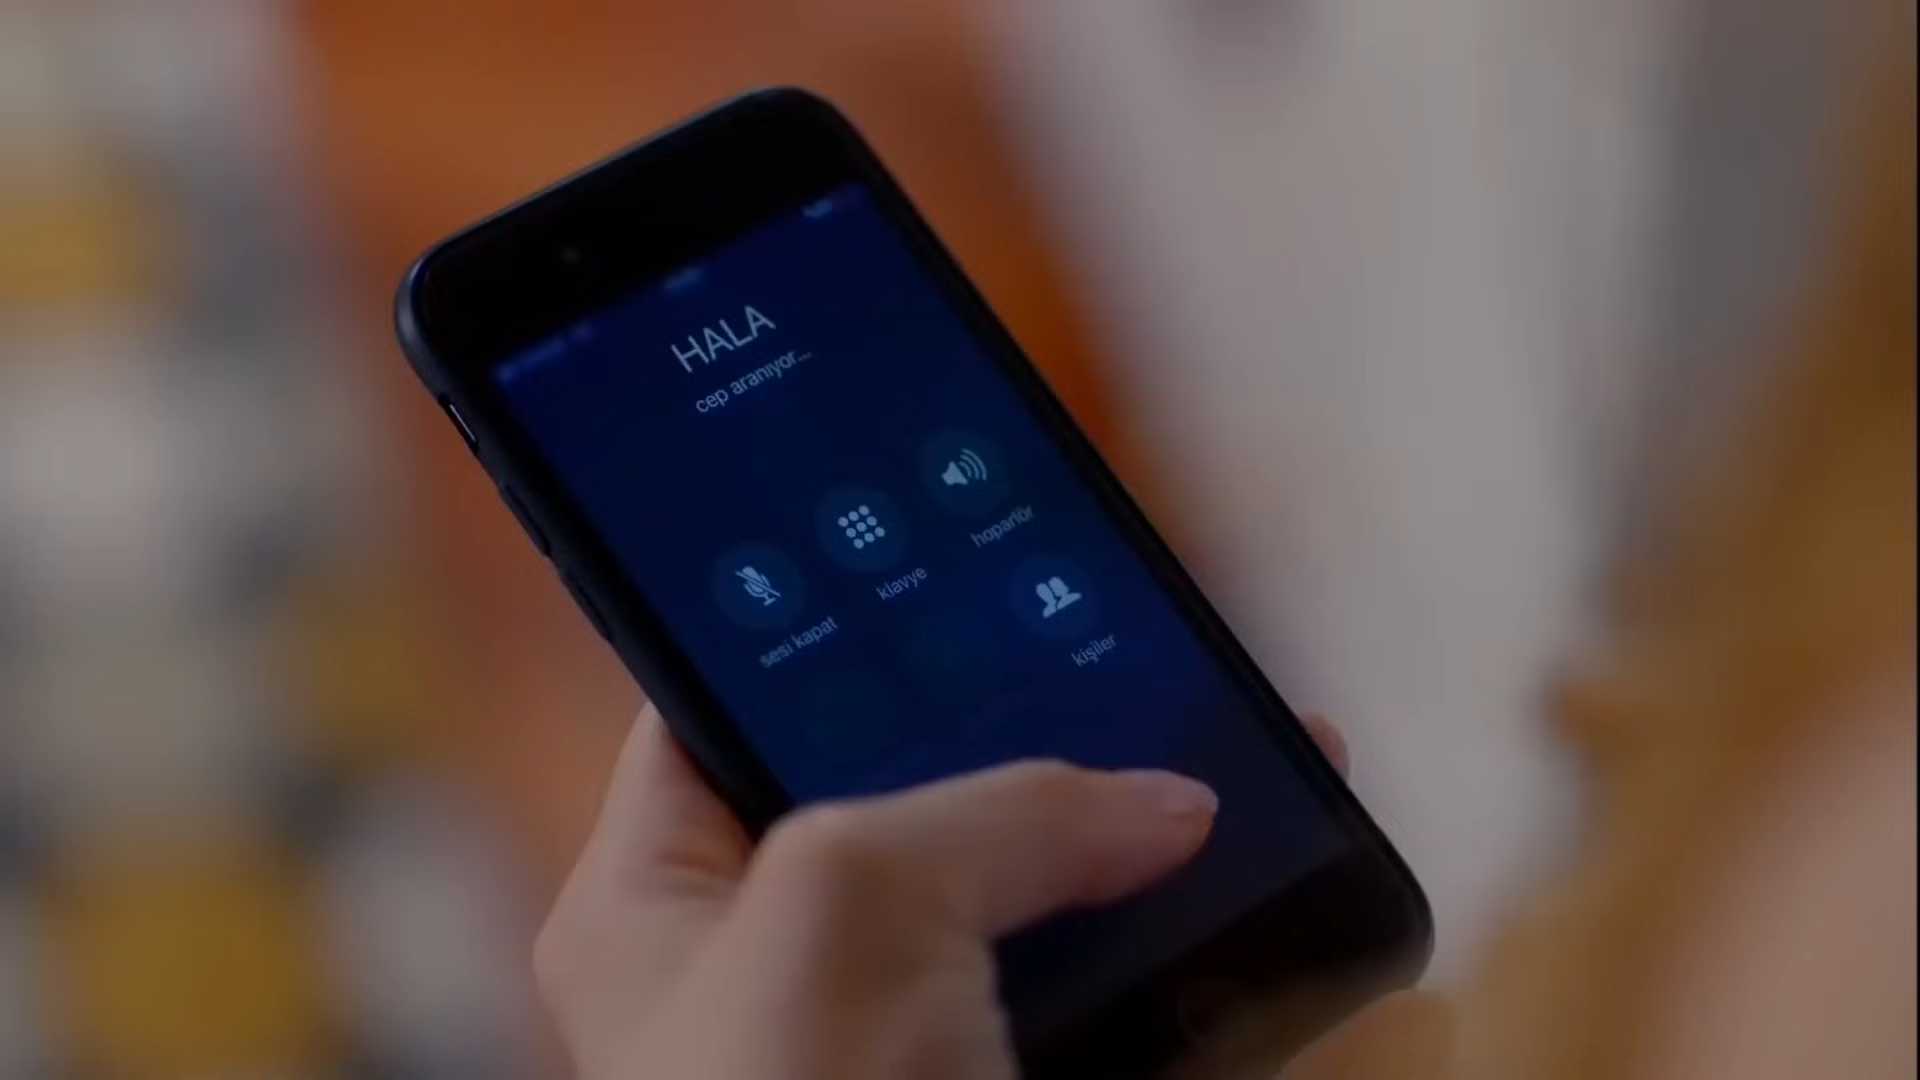 HALA
cep aranıyor...
sesi kapat
klavye
hoparlör
kişiler